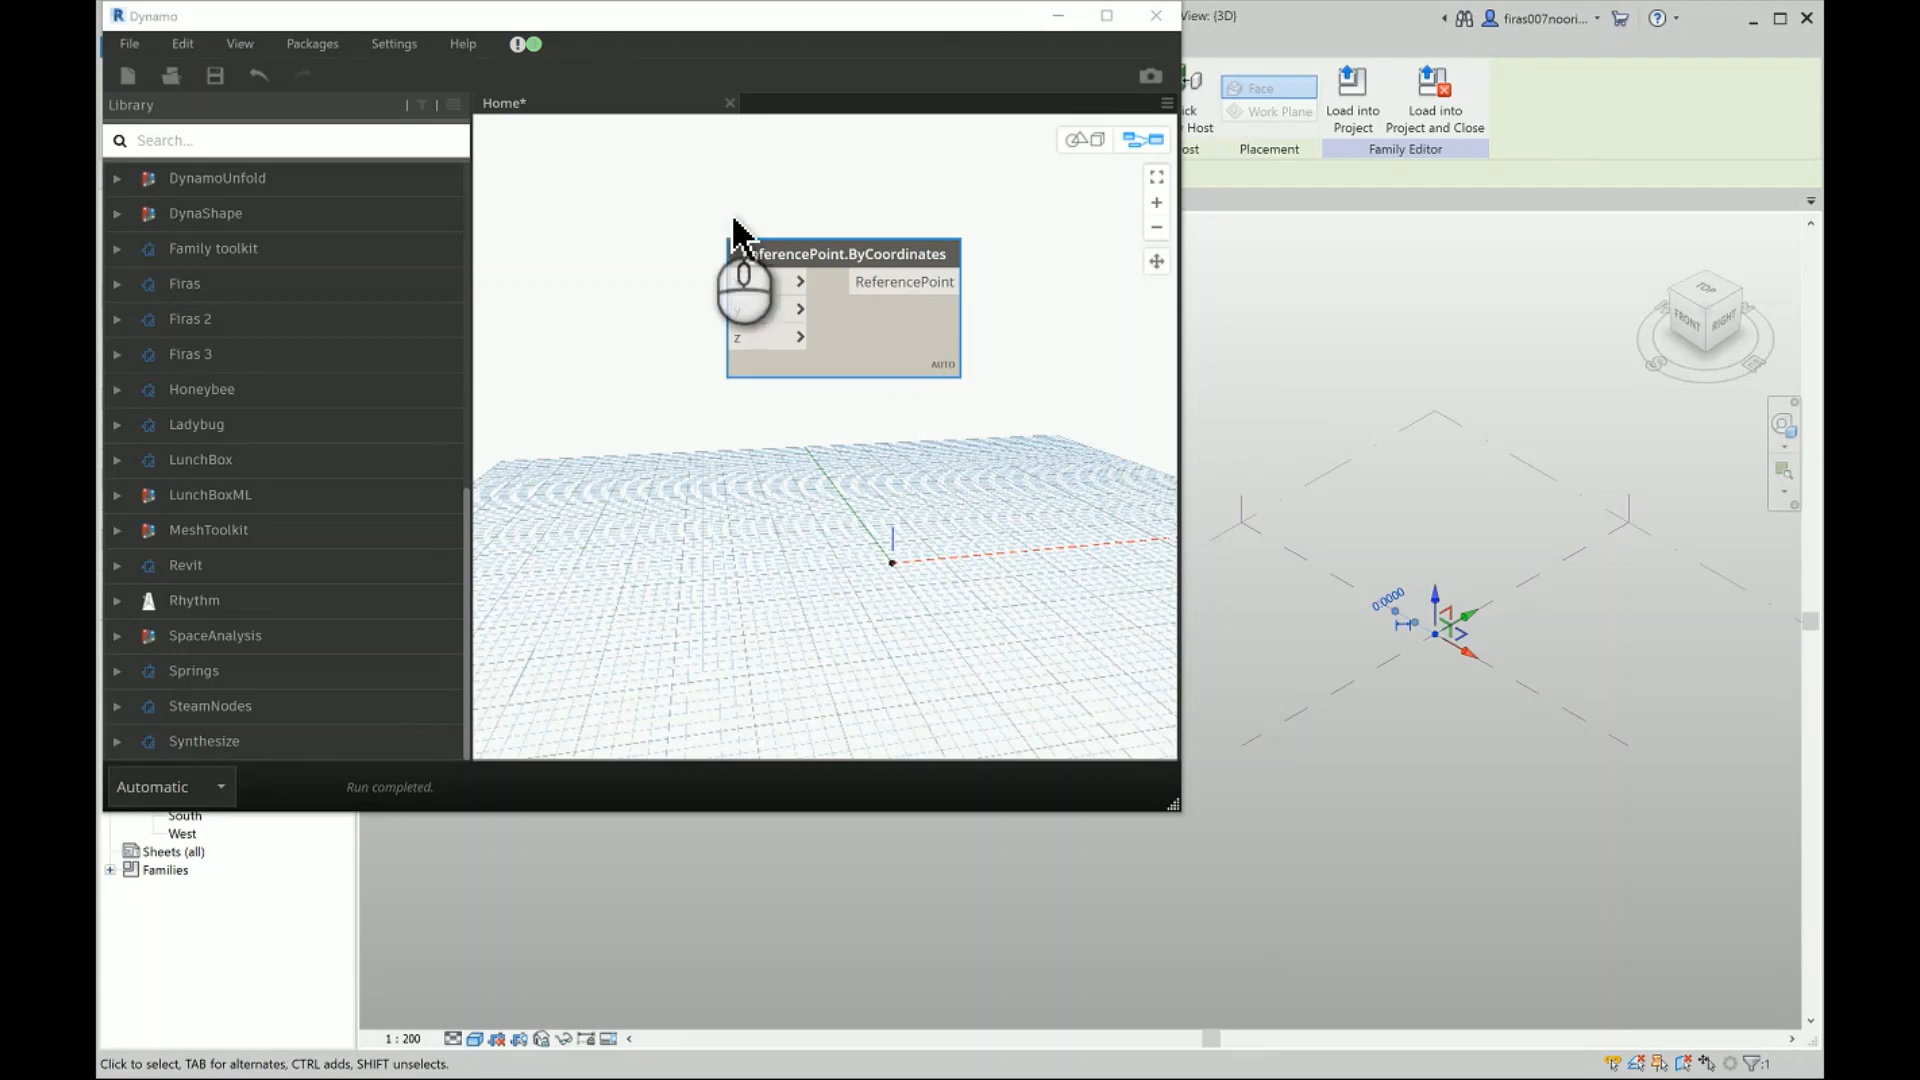 Dynamo
File Edit View Packages Settings Help
Library
Home*
Search...
DynamoUnfold
DynaShape
Family toolkit
Firas
Firas 2
Firas 3
Honeybee
Ladybug
LunchBox
LunchBoxML
MeshToolkit
Revit
Rhythm
SpaceAnalysis
Springs
SteamNodes
Synthesize
ferencePoint.ByCoordinates
ReferencePoint
y
z
AUTO
Automatic
Run completed.
View: {3D}
firas007noori...
Face
Work Plane
Host
Load into
Project
Load into
Project and Close
ost
Placement
Family Editor
TOP
FRONT
RIGHT
S
E
0.0000
South
West
Sheets (all)
Families
1 : 200
Click to select, TAB for alternates, CTRL adds, SHIFT unselects.
:1